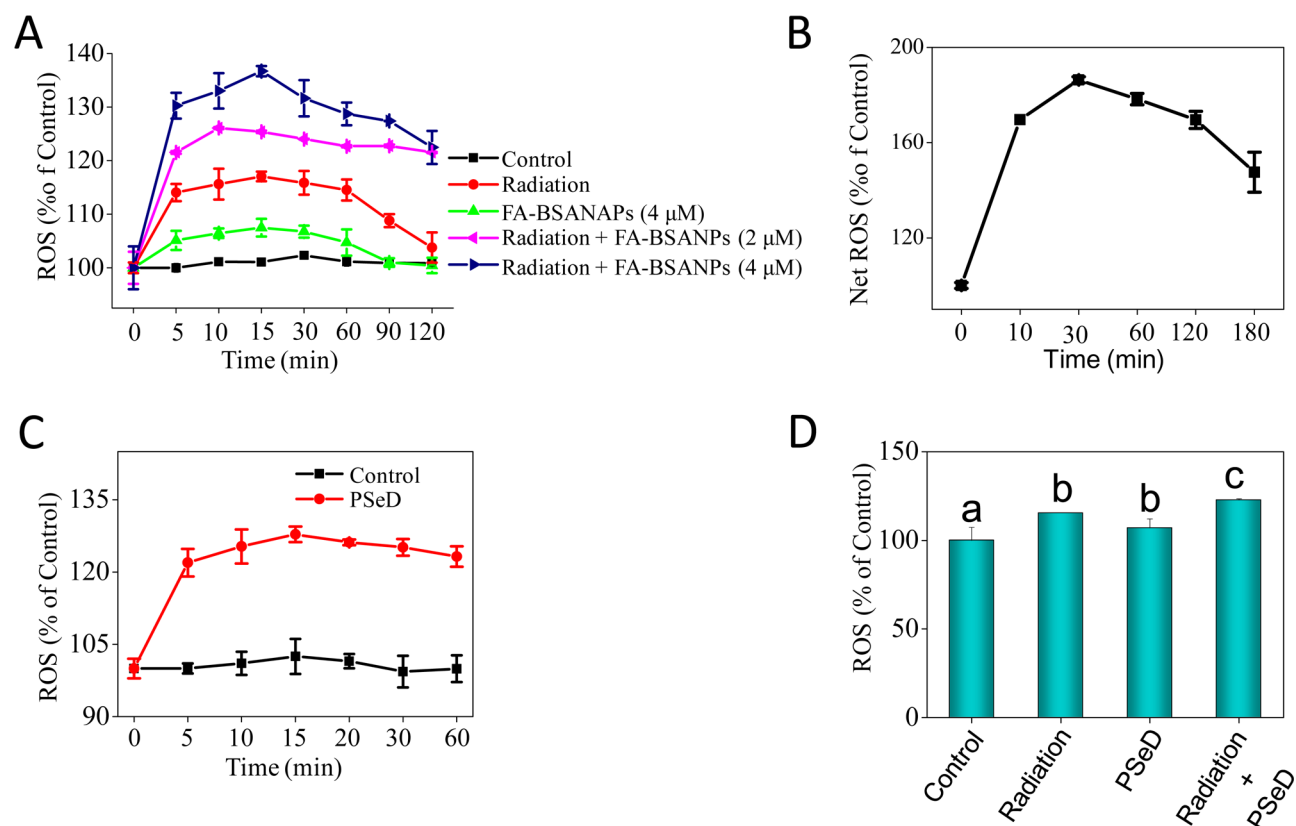 A
ROS (%o f Control)
140
130
120
110
100
0 5 10 15 30 60 90 120
Time (min)
Control
Radiation
FA-BSANAPs (4 μM)
Radiation + FA-BSANPs (2 μM)
Radiation + FA-BSANPs (4 μM)
B
Net ROS (%o f Control)
200
160
120
0 10 30 60 120 180
Time (min)
C
ROS (% of Control)
135
120
105
90
0 5 10 15 20 30 60
Time (min)
Control
PSeD
D
ROS (% of Control)
150
100
50
0
a b b c
Control
Radiation
PSeD
Radiation
+
PSeD